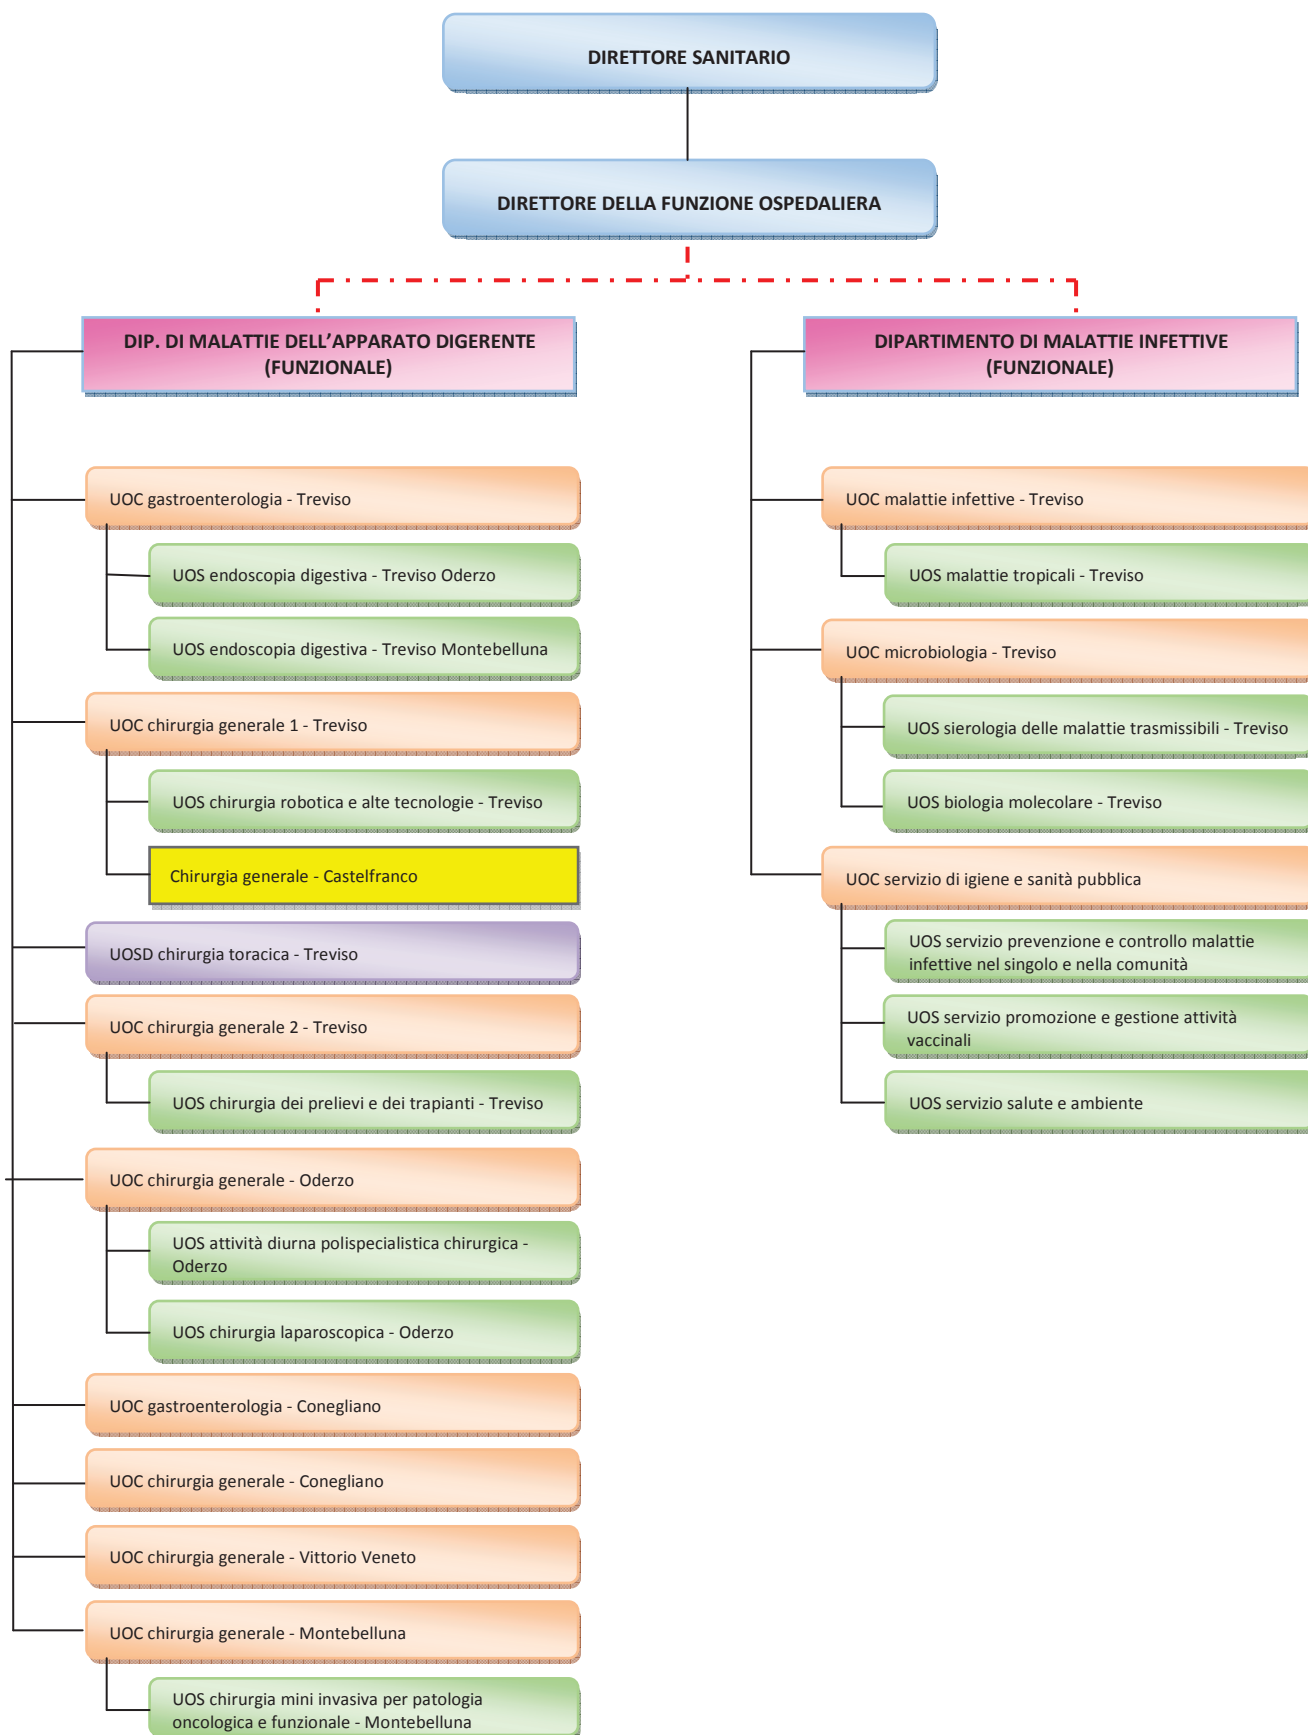 DIRETTORE SANITARIO
DIRETTORE DELLA FUNZIONE OSPEDALIERA
DIP. DI MALATTIE DELL’APPARATO DIGERENTE
(FUNZIONALE)
UOC gastroenterologia - Treviso
UOS endoscopia digestiva - Treviso Oderzo
UOS endoscopia digestiva - Treviso Montebelluna
UOC chirurgia generale 1 - Treviso
UOS chirurgia robotica e alte tecnologie - Treviso
Chirurgia generale - Castelfranco
UOSD chirurgia toracica - Treviso
UOC chirurgia generale 2 - Treviso
UOS chirurgia dei prelievi e dei trapianti - Treviso
UOC chirurgia generale - Oderzo
UOS attività diurna polispecialistica chirurgica -
Oderzo
UOS chirurgia laparoscopica - Oderzo
UOC gastroenterologia - Conegliano
UOC chirurgia generale - Conegliano
UOC chirurgia generale - Vittorio Veneto
UOC chirurgia generale - Montebelluna
UOS chirurgia mini invasiva per patologia
oncologica e funzionale - Montebelluna
DIPARTIMENTO DI MALATTIE INFETTIVE
(FUNZIONALE)
UOC malattie infettive - Treviso
UOS malattie tropicali - Treviso
UOC microbiologia - Treviso
UOS sierologia delle malattie trasmissibili - Treviso
UOS biologia molecolare - Treviso
UOC servizio di igiene e sanità pubblica
UOS servizio prevenzione e controllo malattie
infettive nel singolo e nella comunità
UOS servizio promozione e gestione attività
vaccinali
UOS servizio salute e ambiente